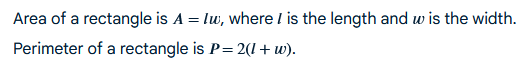 Area of a rectangle is A = lw, where l is the length and w is the width.
Perimeter of a rectangle is P = 2(l + w).